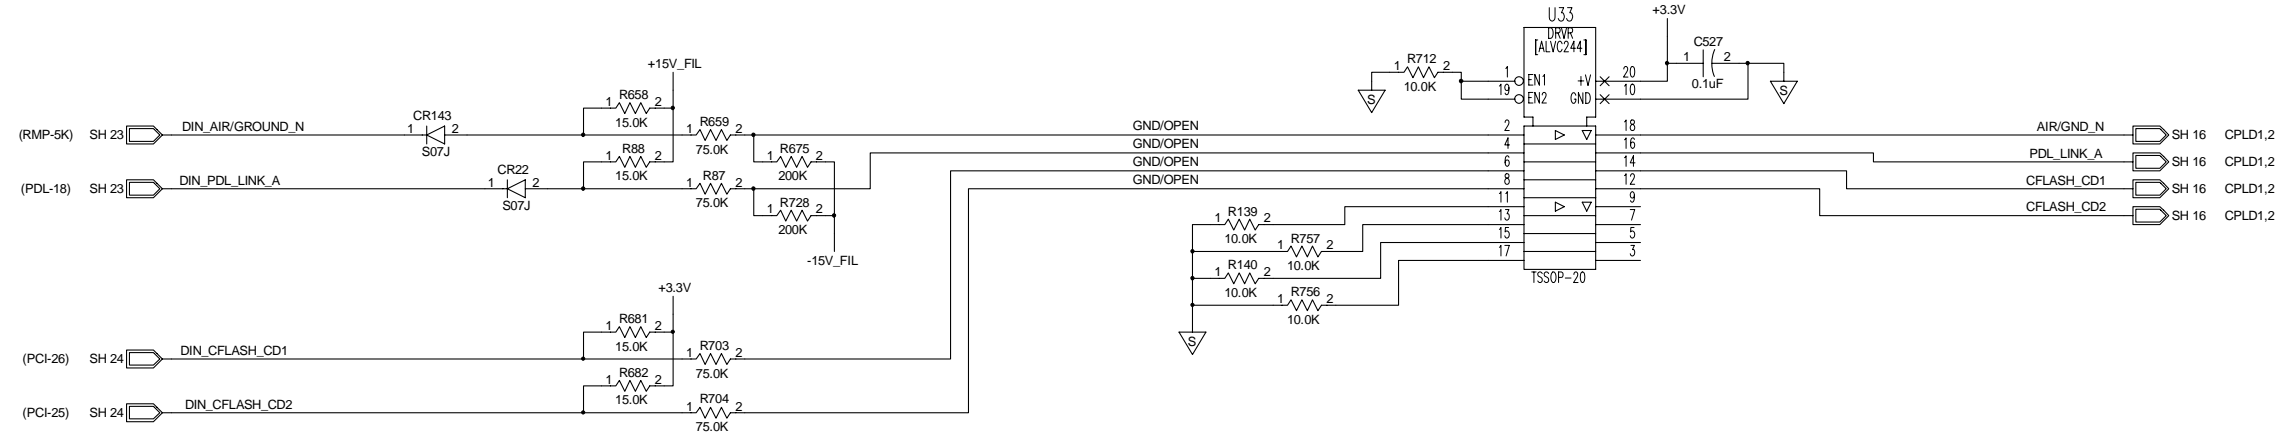 U33
+3.3V
DRVR
[ALVC244]
C527
1 2
0.1uF
R712
1 2
10.0K
S
1 EN1 +V 20
19 EN2 GND 10
S
+15V_FIL
R658
1 2
15.0K
CR143
1 2
S07J
(RMP-5K) SH 23 DIN_AIR/GROUND_N
R659
1 2
75.0K
GND/OPEN 2 18 AIR/GND_N SH 16 CPLD1,2
GND/OPEN 4 16 PDL_LINK_A SH 16 CPLD1,2
GND/OPEN 6 14 CFLASH_CD1 SH 16 CPLD1,2
GND/OPEN 8 12 CFLASH_CD2 SH 16 CPLD1,2
R88
1 2
15.0K
R675
1 2
200K
CR22
1 2
S07J
(PDL-18) SH 23 DIN_PDL_LINK_A
R87
1 2
75.0K
R728
1 2
200K
-15V_FIL
11 9
13 7
15 5
17 3
TSSOP-20
R139
1 2
10.0K
R757
1 2
10.0K
R140
1 2
10.0K
R756
1 2
10.0K
S
+3.3V
R681
1 2
15.0K
(PCI-26) SH 24 DIN_CFLASH_CD1
R703
1 2
75.0K
R682
1 2
15.0K
(PCI-25) SH 24 DIN_CFLASH_CD2
R704
1 2
75.0K